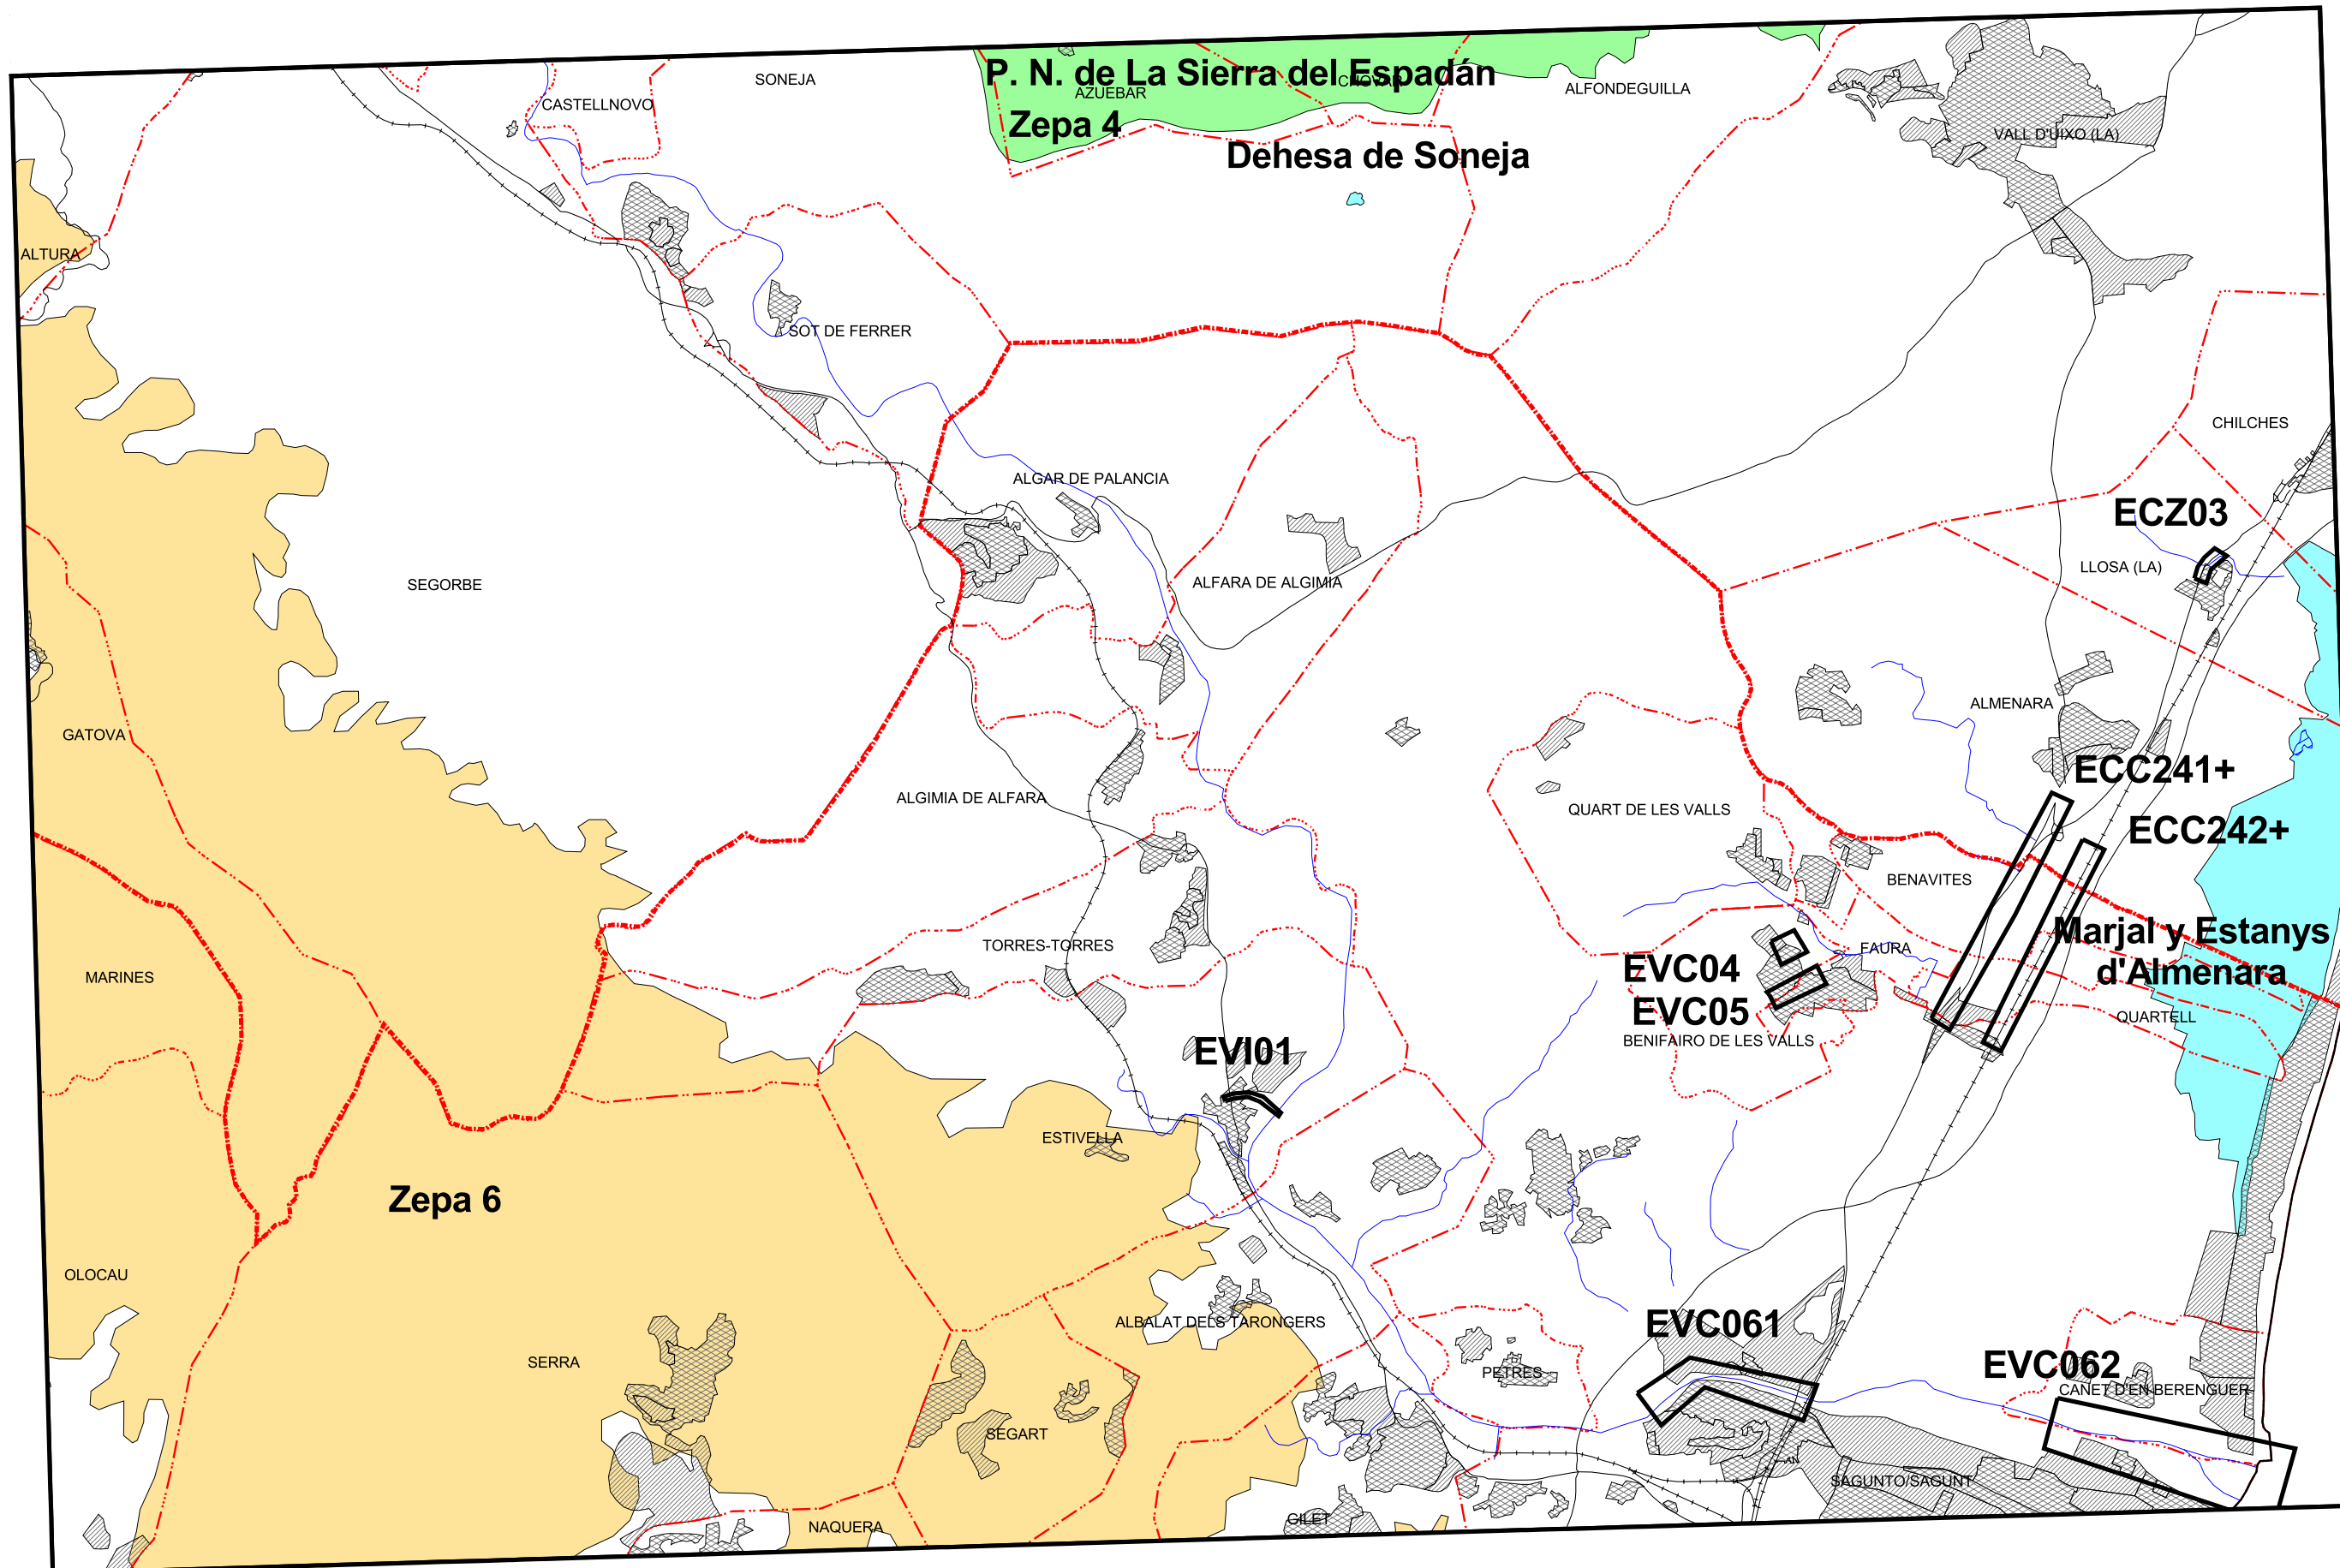 SONEJA
P. N. de La Sierra del Espadán
CASTELLNOVO
AZUEBAR
CHOVAR
ALFONDEGUILLA
Zepa 4
VALL D'UIXO (LA)
Dehesa de Soneja
ALTURA
SOT DE FERRER
CHILCHES
ALGAR DE PALANCIA
ECZ03
SEGORBE
ALFARA DE ALGIMIA
LLOSA (LA)
ALMENARA
GATOVA
ECC241+
ALGIMIA DE ALFARA
QUART DE LES VALLS
ECC242+
BENAVITES
Marjal y Estanys
d'Almenara
TORRES-TORRES
FAURA
EVC04
MARINES
EVC05
QUARTELL
BENIFAIRO DE LES VALLS
EVI01
ESTIVELLA
Zepa 6
OLOCAU
ALBALAT DELS TARONGERS
EVC061
SERRA
EVC062
PETRES
CANET D'EN BERENGUER
SEGART
SAGUNTO/SAGUNT
GILET
NAQUERA